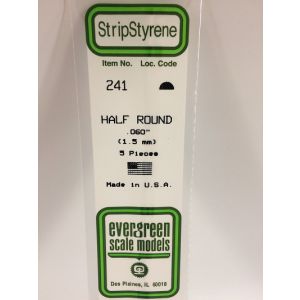 StripStyrene
Item No. Loc. Code
241
HALF ROUND
.060"
(1.5 mm)
5 Pieces
Made in U.S.A.
evergreen
scale models
Des Plaines, IL 60018